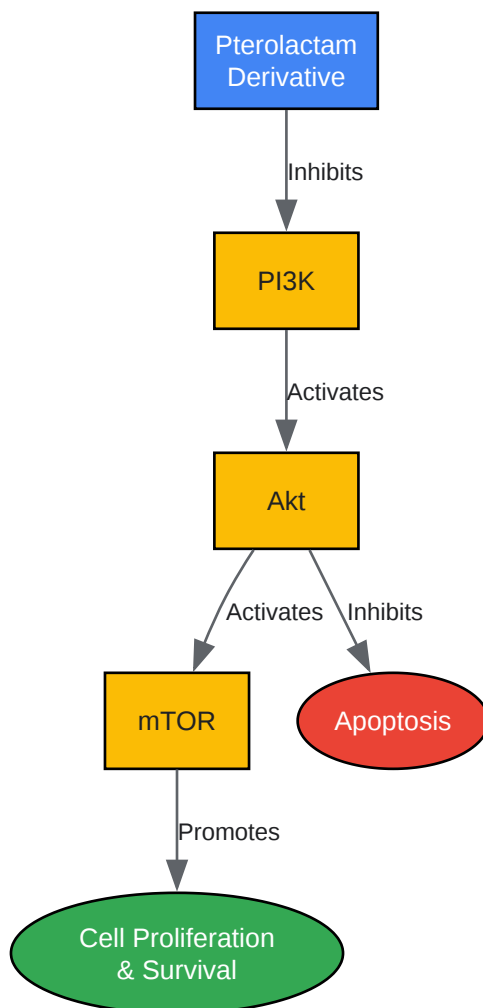 Pterolactam
Derivative
Inhibits
PI3K
Activates
Akt
Activates
Inhibits
mTOR
Apoptosis
Promotes
Cell Proliferation
& Survival